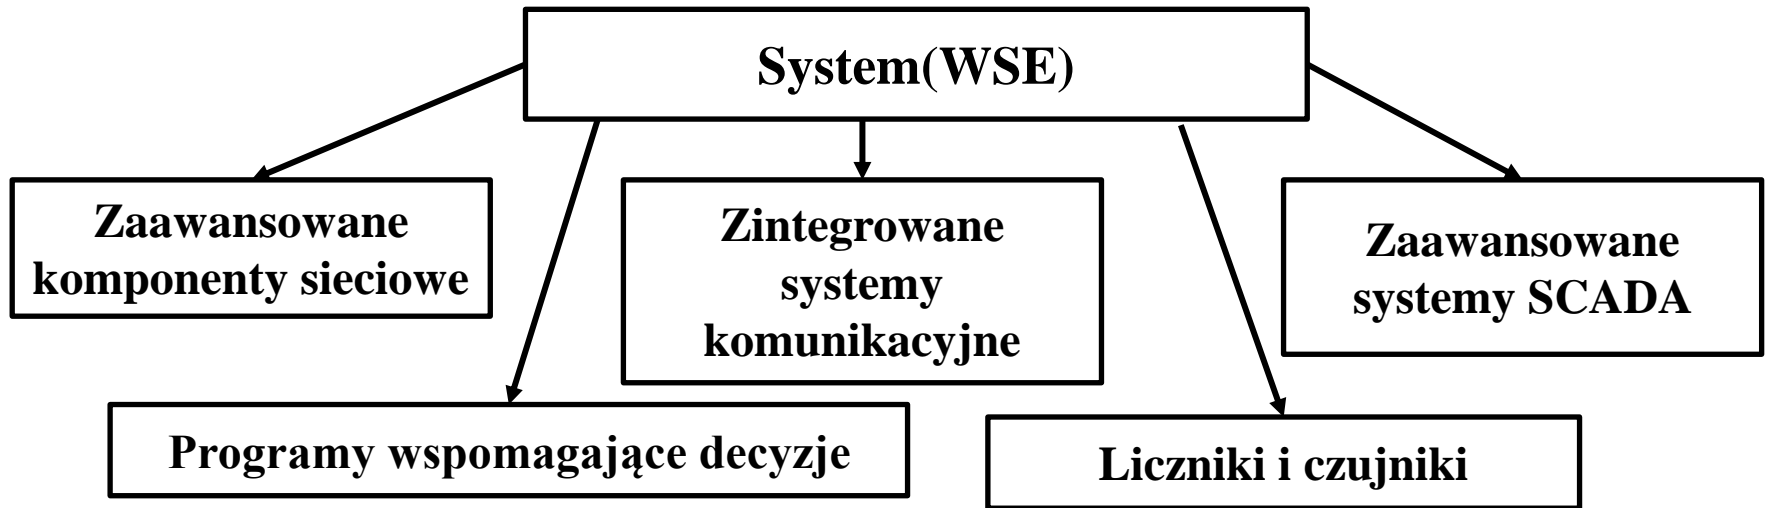 System(WSE)
Zaawansowane
komponenty sieciowe
Zintegrowane
systemy
komunikacyjne
Zaawansowane
systemy SCADA
Programy wspomagające decyzje
Liczniki i czujniki